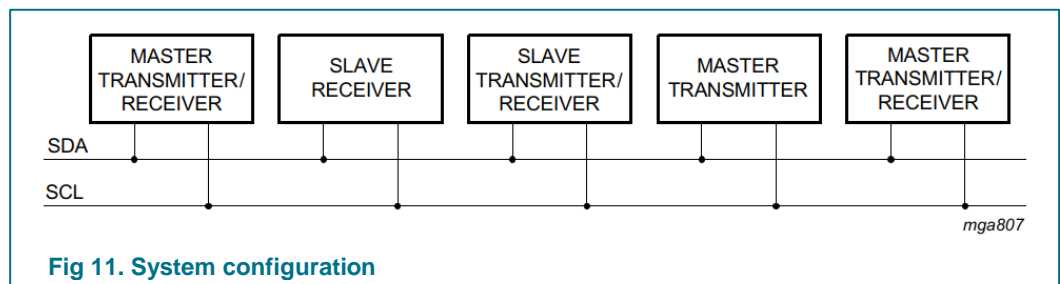 MASTER
TRANSMITTER/
RECEIVER
SLAVE
RECEIVER
SLAVE
TRANSMITTER/
RECEIVER
MASTER
TRANSMITTER
MASTER
TRANSMITTER/
RECEIVER
SDA
SCL
mga807
Fig 11. System configuration